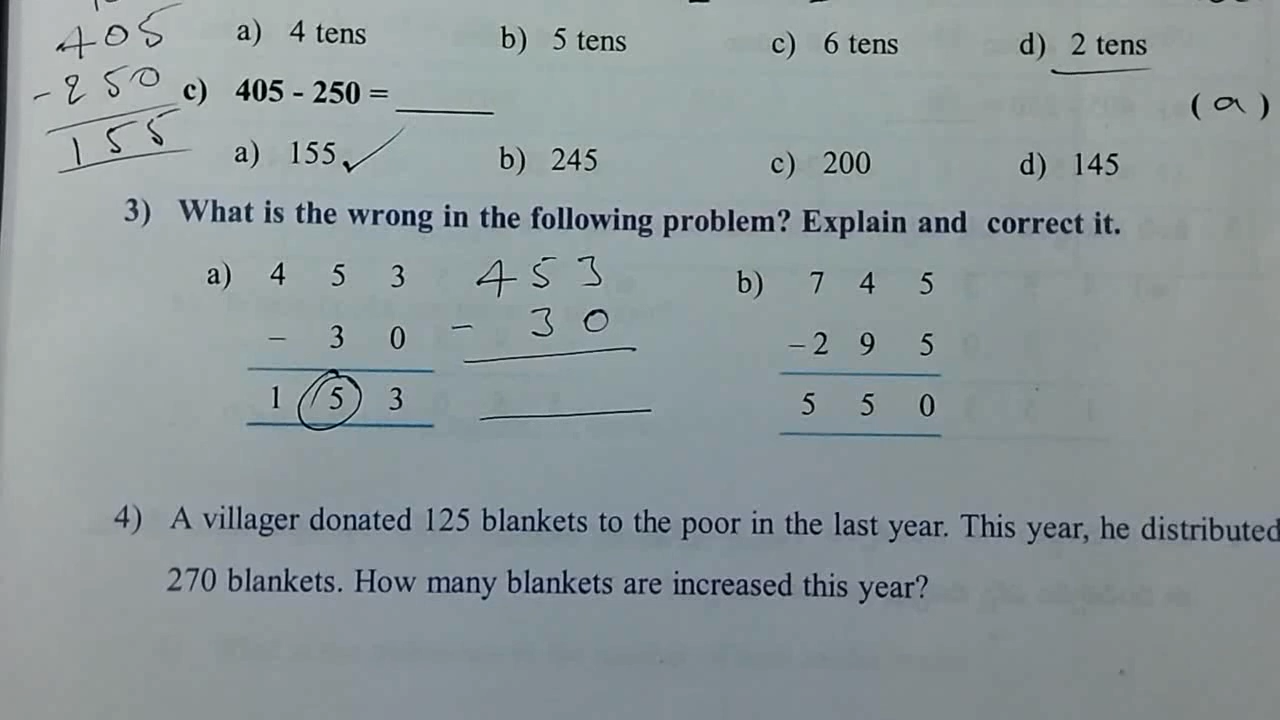 405 a) 4 tens b) 5 tens c) 6 tens d) 2 tens
- 250 c) 405 - 250 = ______ (a)
155 a) 155 ✓ b) 245 c) 200 d) 145
3) What is the wrong in the following problem? Explain and correct it.
a) 4 5 3 453 b) 7 4 5
- 3 0 - 30 - 2 9 5
1 5 3 5 5 0
4) A villager donated 125 blankets to the poor in the last year. This year, he distributed
270 blankets. How many blankets are increased this year?